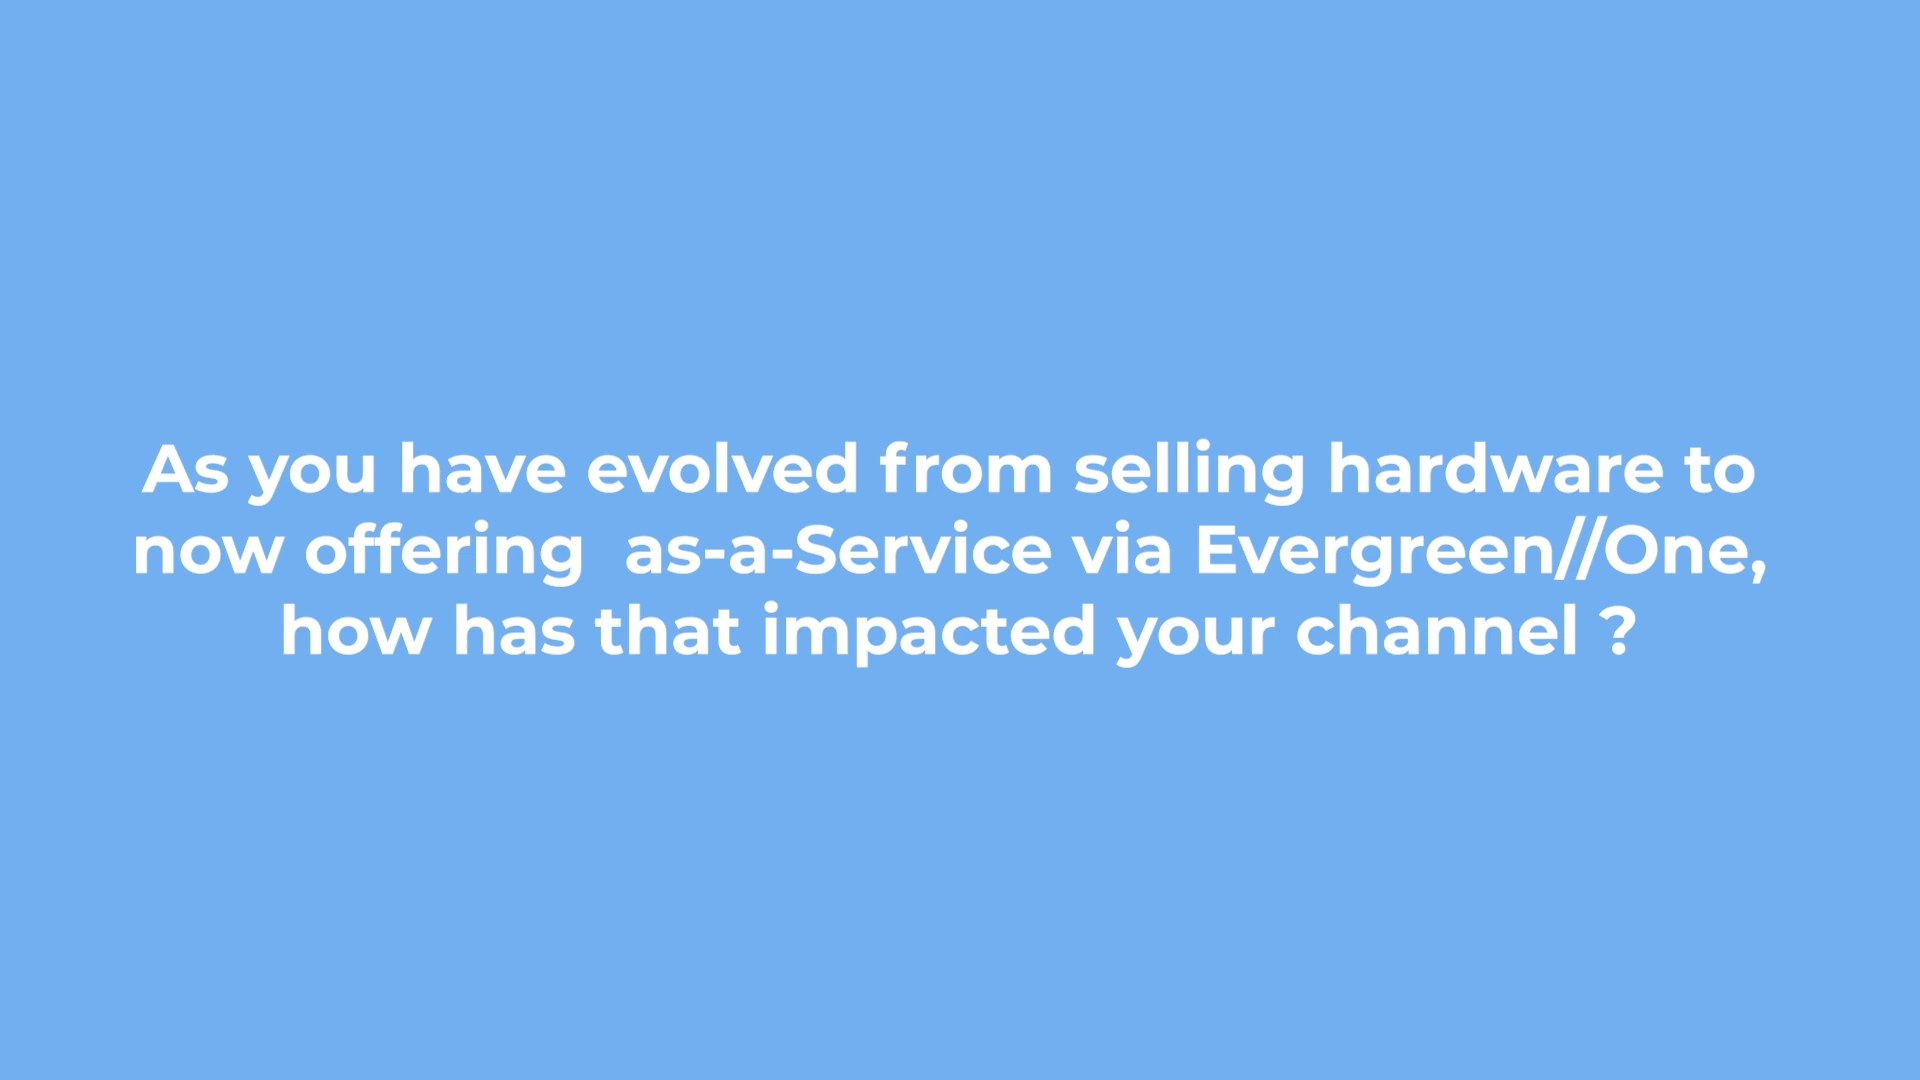 As you have evolved from selling hardware to
now offering  as-a-Service via Evergreen//One,
how has that impacted your channel ?